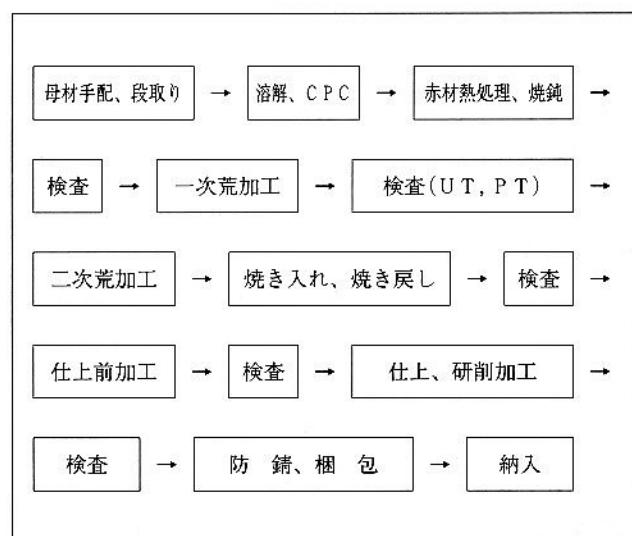 母材手配、段取り → 溶解、ＣＰＣ → 赤材熱処理、焼鈍 →
検査 → 一次荒加工 → 検査(ＵＴ，ＰＴ) →
二次荒加工 → 焼き入れ、焼き戻し → 検査 →
仕上前加工 → 検査 → 仕上、研削加工 →
検査 → 防　錆、梱　包 → 納入